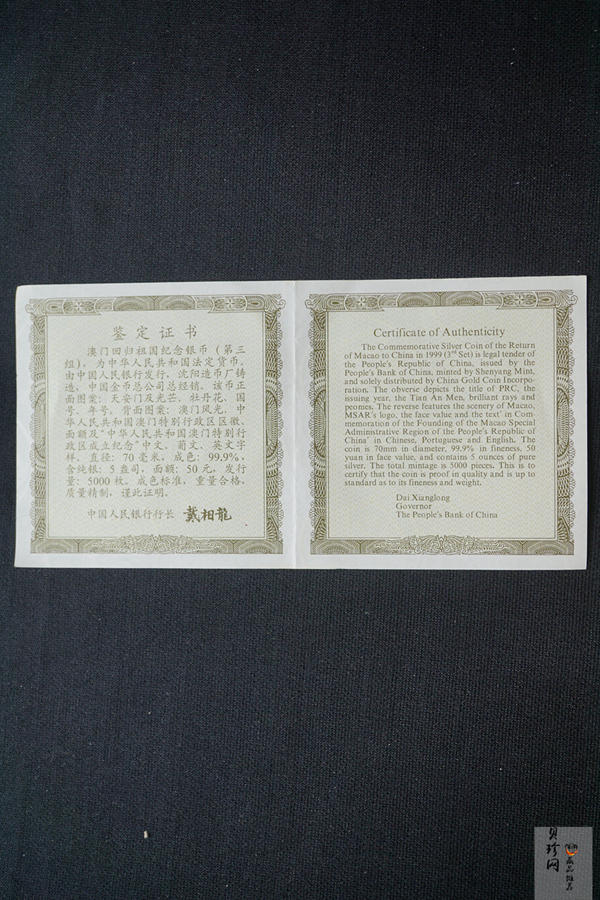 鉴定证书
澳门回归祖国纪念银币（第三
组），为中华人民共和国法定货币，
由中国人民银行发行，沈阳造币厂铸
造，中国金币总公司总经销。该币正
面图案：天安门及光芒、牡丹花、国
号、年号，背面图案：澳门风光、中
华人民共和国澳门特别行政区区徽、
面额及“中华人民共和国澳门特别行
政区成立纪念”中文、葡文、英文字
样。直径：70毫米，成色：99.9%，
含纯银：5盎司，面额：50元，发行
量：5000枚。成色标准，重量合格，
质量精制，谨此证明。
中国人民银行行长 戴相龍
Certificate of Authenticity
The Commemorative Silver Coin of the Return
of Macao to China in 1999 (3rd Set) is legal tender of
the People's Republic of China, issued by the
People's Bank of China, minted by Shenyang Mint,
and solely distributed by China Gold Coin Incorpo-
ration. The obverse depicts the title of PRC, the
issuing year, the Tian An Men, brilliant rays and
peonies. The reverse features the scenery of Macao,
MSAR's logo, the face value and the text' in Com-
memoration of the Founding of the Macao Special
Adminstrative Region of the People's Republic of
China' in Chinese, Portuguese and English. The
coin is 70mm in diameter, 99.9% in fineness, 50
yuan in face value, and contains 5 ounces of pure
silver. The total mintage is 5000 pieces. This is to
certify that the coin is proof in quality and is up to
standard as to its fineness and weight.
Dai Xianglong
Governor
The People's Bank of China
贝珍网
藏品推荐